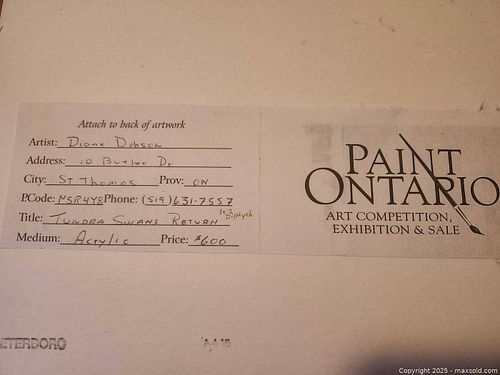 Attach to back of artwork
Artist: Diane Dobson
Address: 10 Butler Dr
City: St Thomas Prov: ON
P.Code: N5R4Y8 Phone: (519) 631-7557
Title: Tundra Swans Return
Medium: Acrylic Price: $600
PAINT
ONTARIO
ART COMPETITION,
EXHIBITION & SALE
ETERBORO
Copyright 2025 - maxsold.com